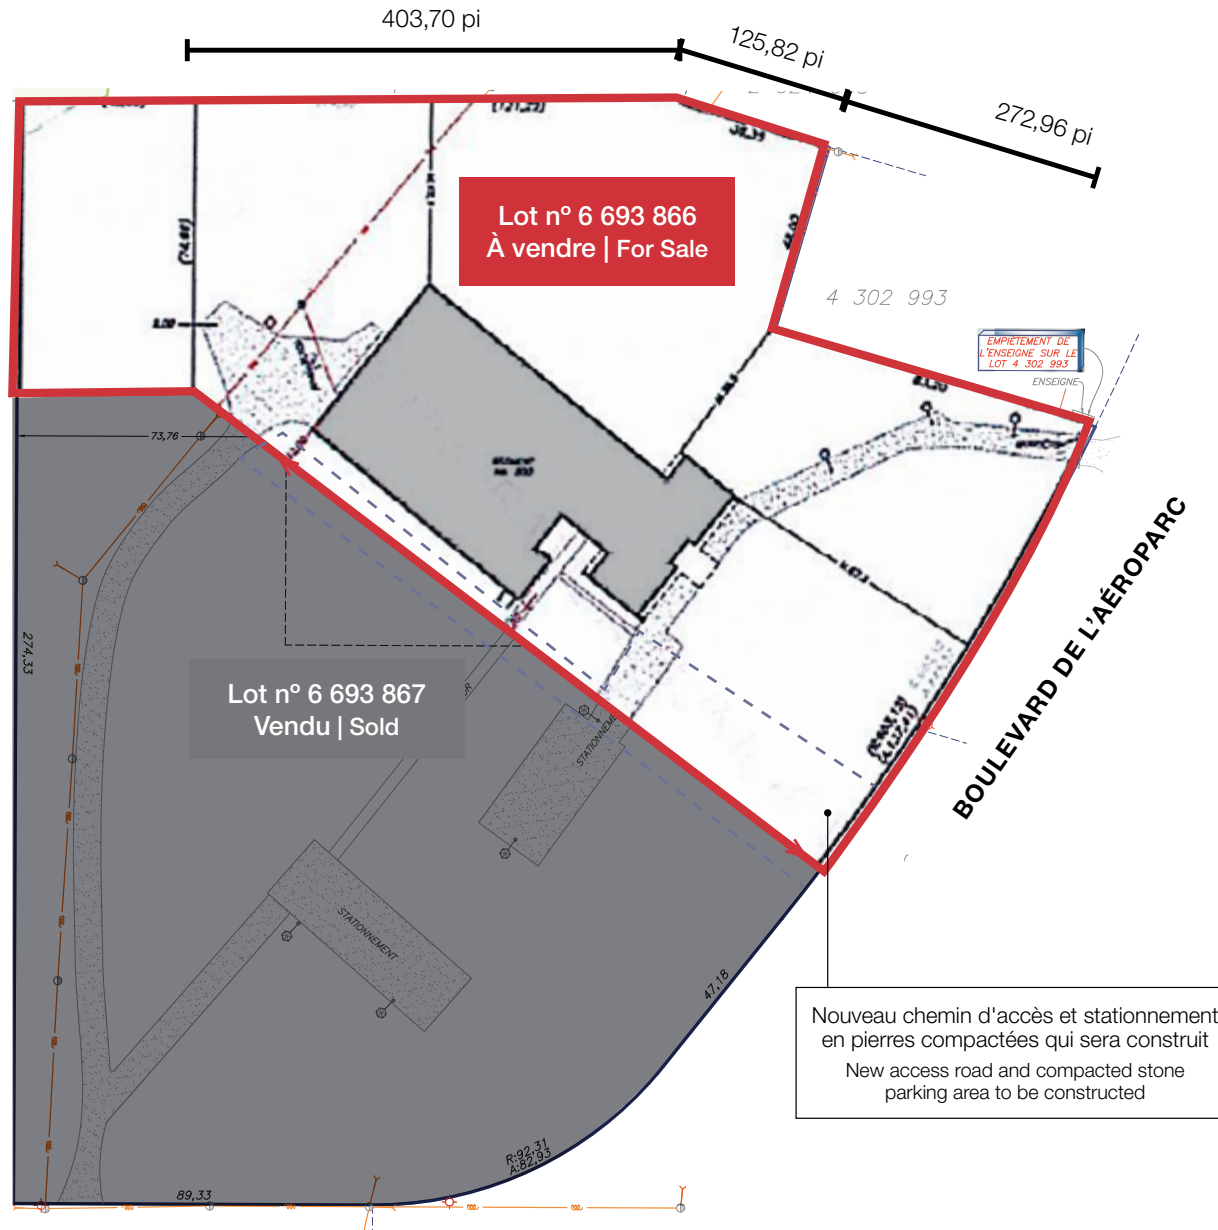 403,70 pi
125,82 pi
272,96 pi
Lot nº 6 693 866
À vendre | For Sale
4 302 993
EMPIÈTEMENT DE
L'ENSEIGNE SUR LE
LOT 4 302 993
ENSEIGNE
73,76
274,33
BOULEVARD DE L'AÉROPARC
Lot nº 6 693 867
Vendu | Sold
STATIONNEMENT
STATIONNEMENT
47,18
Nouveau chemin d'accès et stationnement
en pierres compactées qui sera construit
New access road and compacted stone
parking area to be constructed
R:92,31
A:82,93
89,33